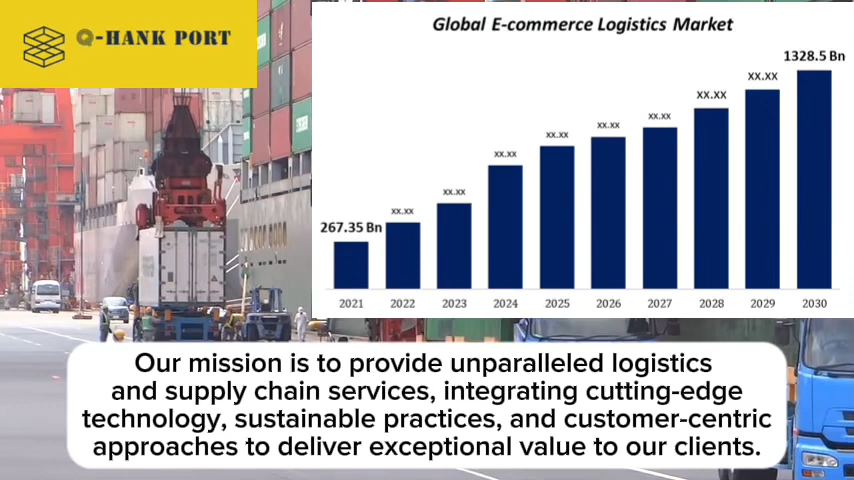 Q-HANK PORT
Global E-commerce Logistics Market
1328.5 Bn
xx.xx
xx.xx
xx.xx
xx.xx
xx.xx
xx.xx
xx.xx
xx.xx
267.35 Bn
2021 2022 2023 2024 2025 2026 2027 2028 2029 2030
Our mission is to provide unparalleled logistics
and supply chain services, integrating cutting-edge
technology, sustainable practices, and customer-centric
approaches to deliver exceptional value to our clients.